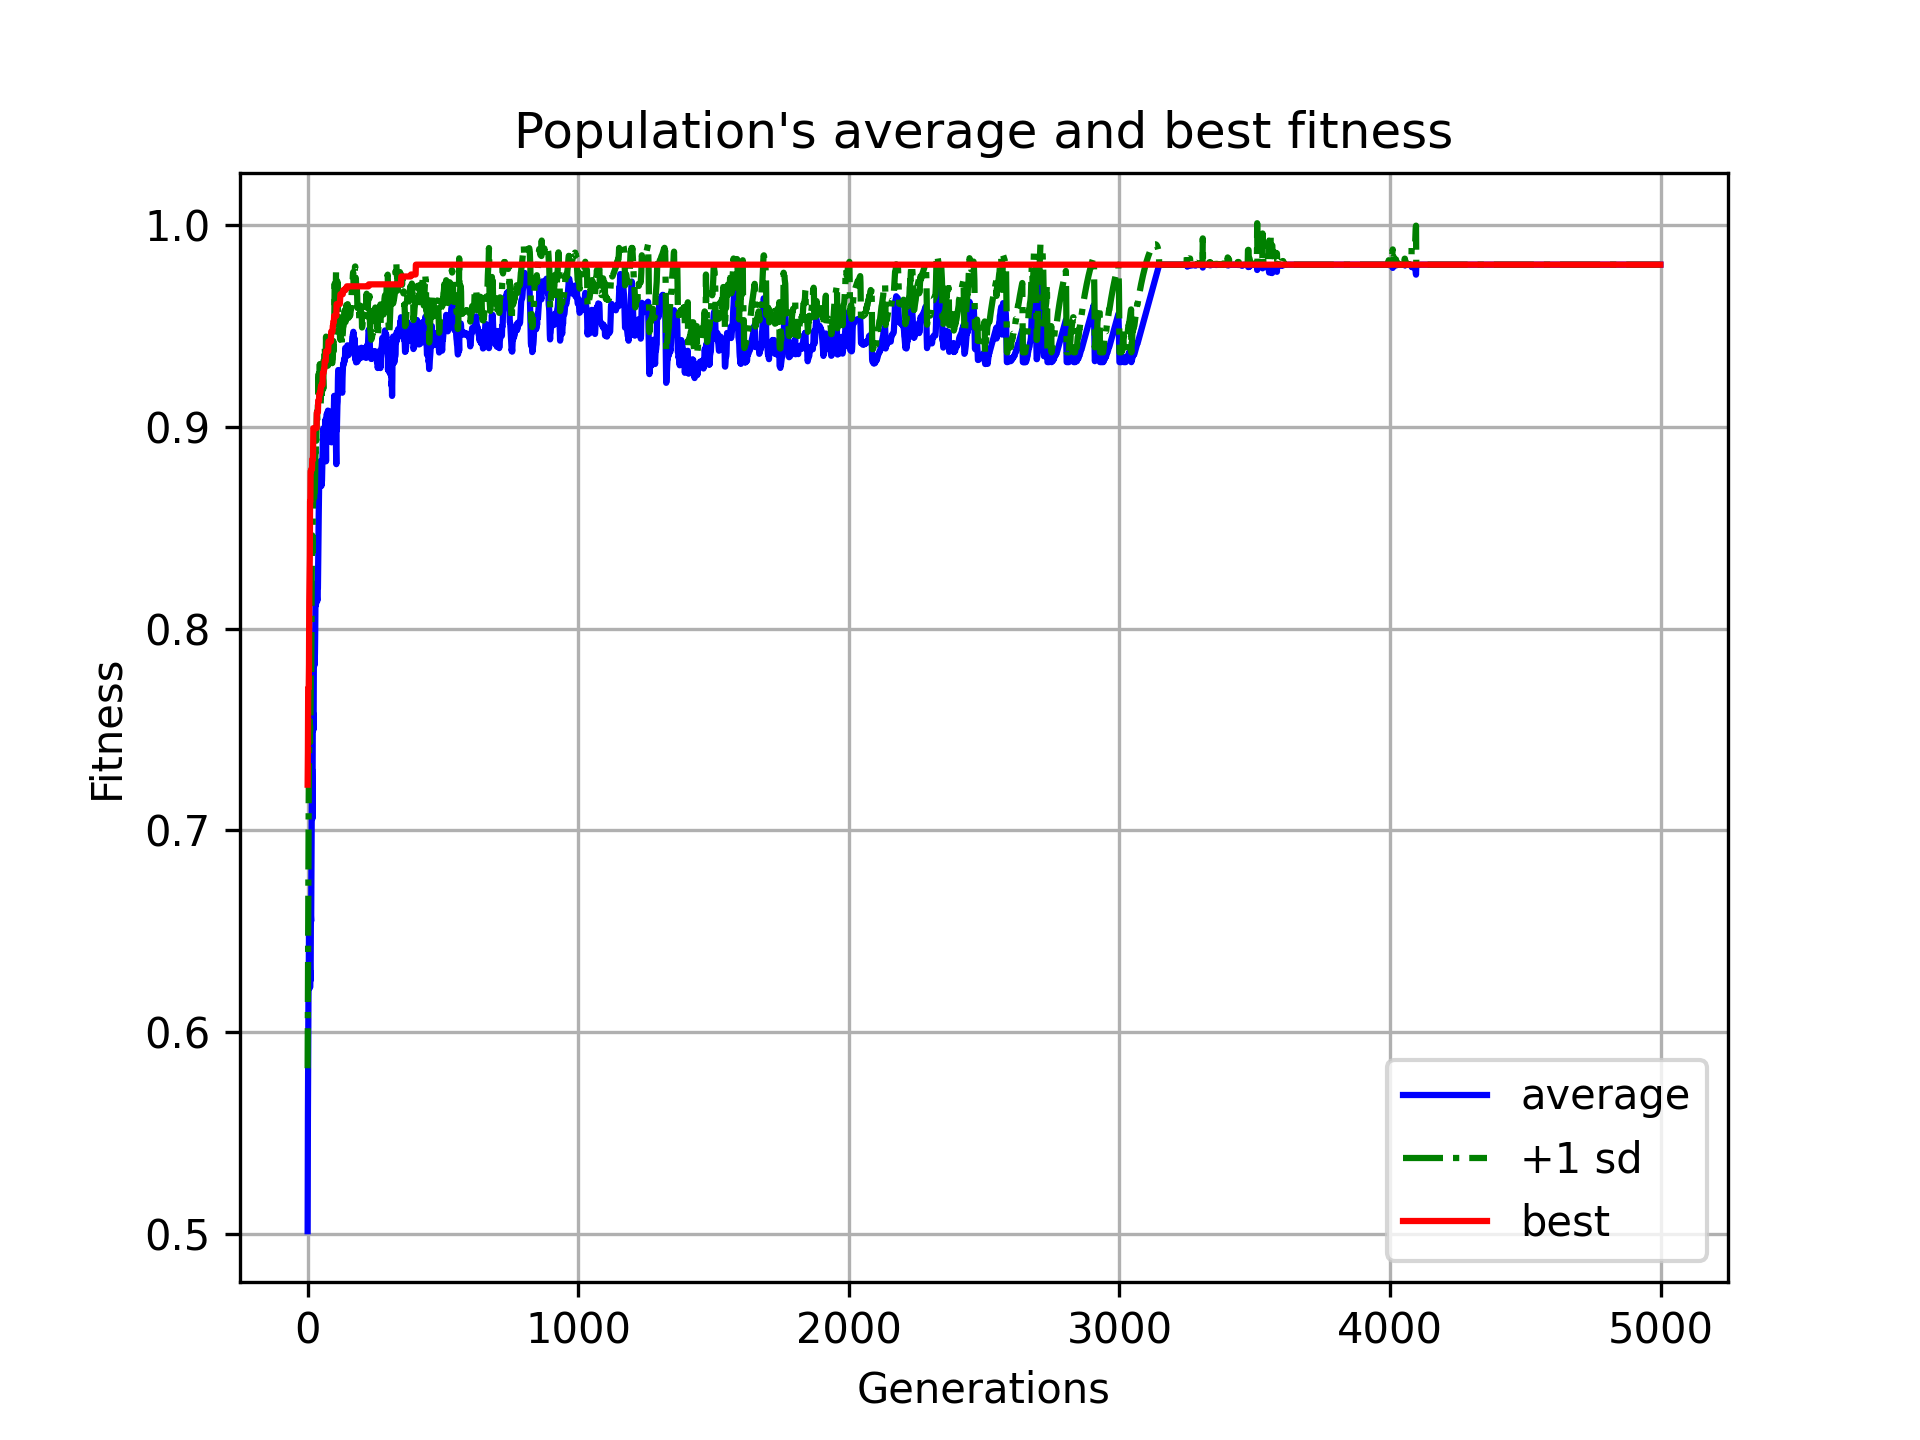 Population's average and best fitness
1.0
0.9
0.8
0.7
0.6
0.5
Fitness
0 1000 2000 3000 4000 5000
Generations
average
+1 sd
best